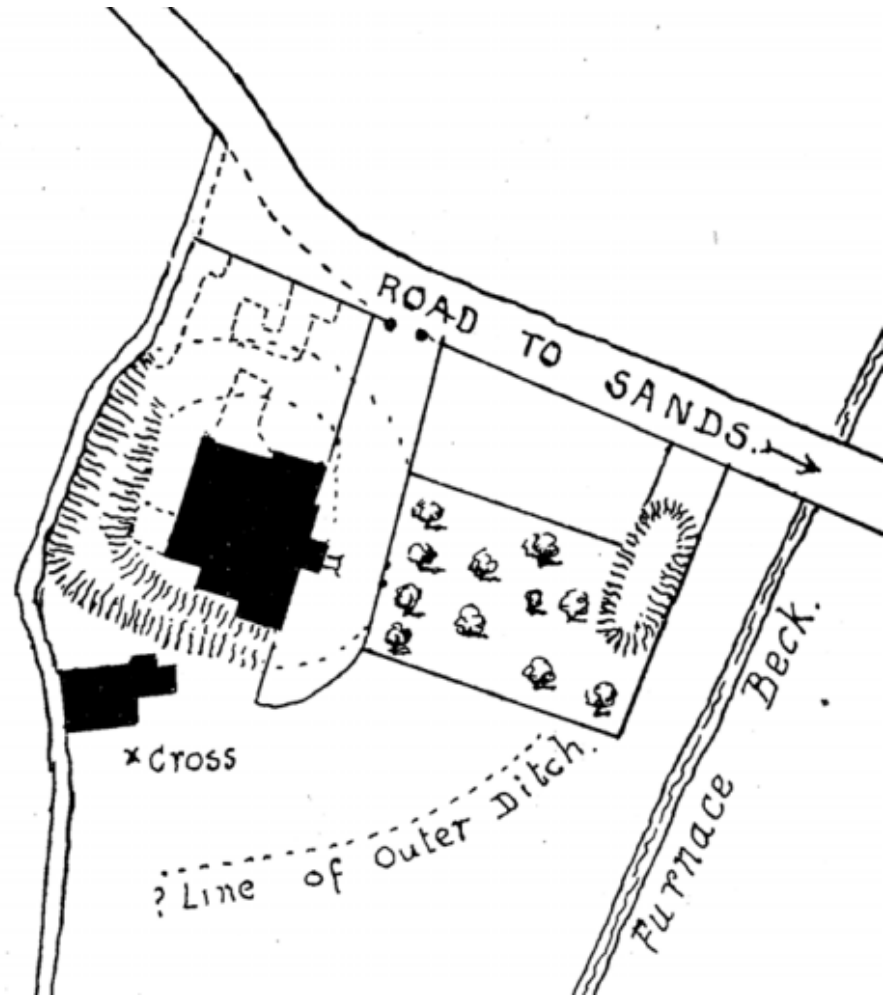 ROAD TO SANDS.
Furnace Beck.
× Cross
? Line of Outer Ditch.